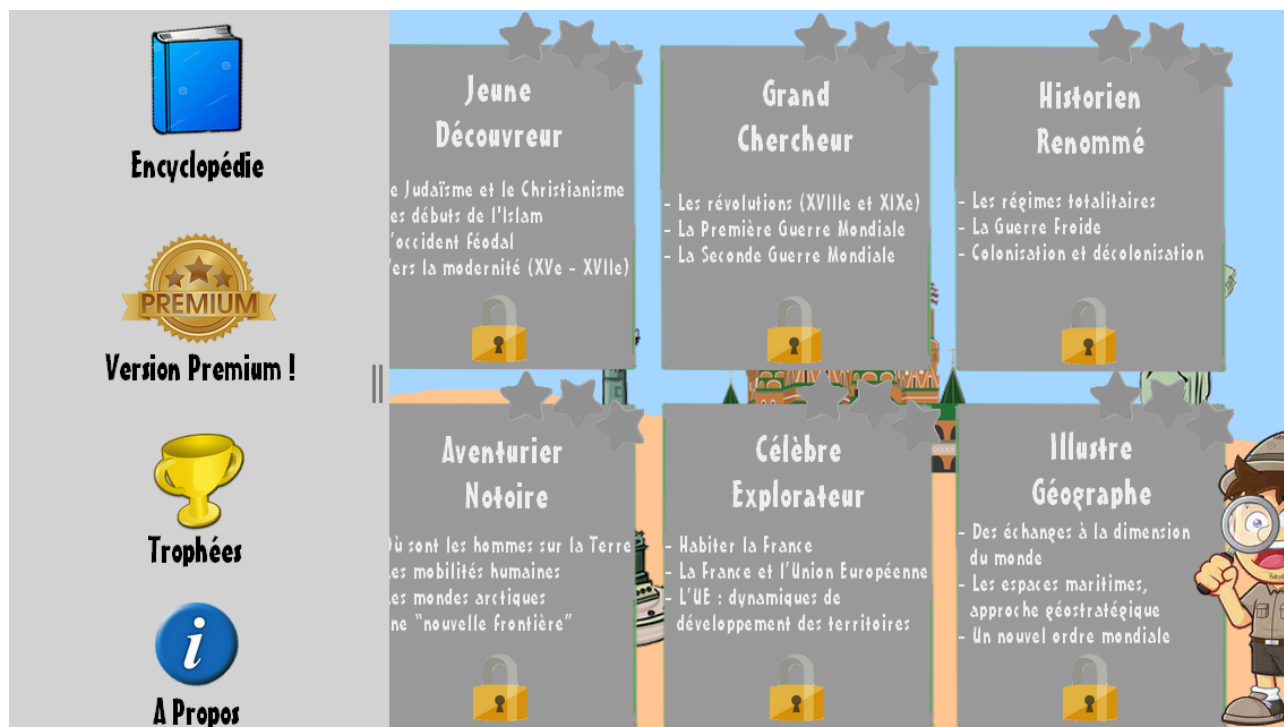 Encyclopédie
PREMIUM
Version Premium !
Trophées
A Propos
Jeune
Découvreur
e Judaïsme et le Christianisme
es débuts de l'Islam
'occident Féodal
Vers la modernité (XVe - XVIIe)
Grand
Chercheur
- Les révolutions (XVIIIe et XIXe)
- La Première Guerre Mondiale
- La Seconde Guerre Mondiale
Historien
Renommé
- Les régimes totalitaires
- La Guerre Froide
- Colonisation et décolonisation
Aventurier
Notoire
Où sont les hommes sur la Terre
Les mobilités humaines
Les mondes arctiques
une "nouvelle frontière"
Célèbre
Explorateur
- Habiter la France
- La France et l'Union Européenne
- L'UE : dynamiques de
développement des territoires
Illustre
Géographe
- Des échanges à la dimension
du monde
- Les espaces maritimes,
approche géostratégique
- Un nouvel ordre mondiale